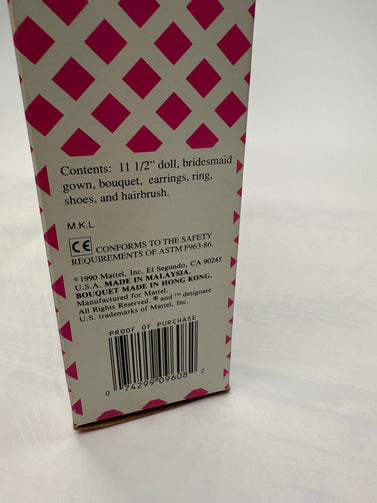 Contents: 11 1/2" doll, bridesmaid
gown, bouquet, earrings, ring,
shoes, and hairbrush.
M.K.L
CE CONFORMS TO THE SAFETY
REQUIREMENTS OF ASTM F963-86.
©1990 Mattel, Inc. El Segundo, CA 90245
U.S.A. MADE IN MALAYSIA.
BOUQUET MADE IN HONG KONG.
Manufactured for Mattel.
All Rights Reserved. ® and ™ designate
U.S. trademarks of Mattel, Inc.
PROOF OF PURCHASE
0 74299 09608 2